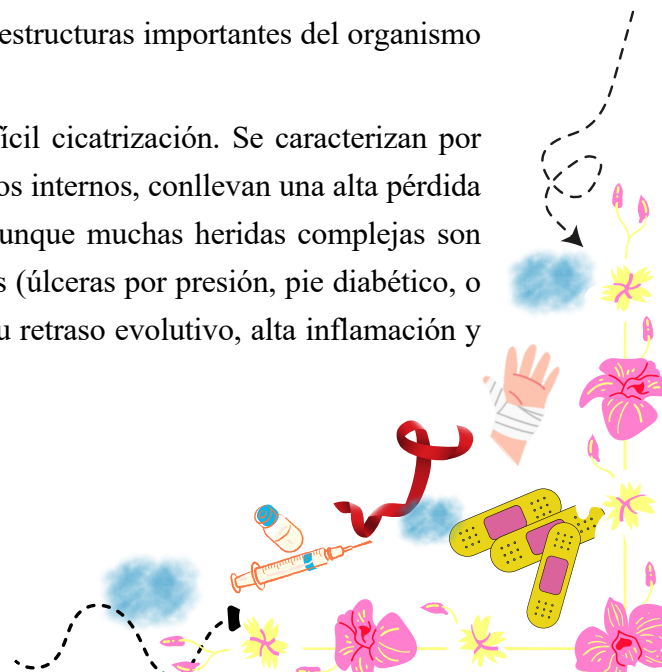 estructuras importantes del organismo
ícil cicatrización. Se caracterizan por
os internos, conllevan una alta pérdida
unque muchas heridas complejas son
s (úlceras por presión, pie diabético, o
u retraso evolutivo, alta inflamación y